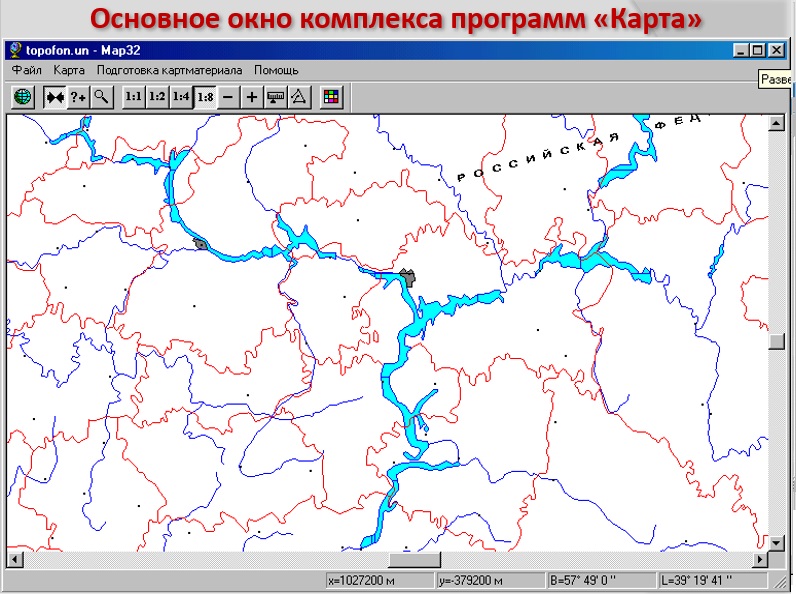 Основное окно комплекса программ «Карта»
topofon.un - Map32
Файл Карта Подготовка картматериала Помощь
Разве
?+ 1:1 1:2 1:4 1:8 − +
РОССИЙСКАЯ ФЕД
x=1027200 м y=-379200 м B=57° 49' 0 '' L=39° 19' 41 ''